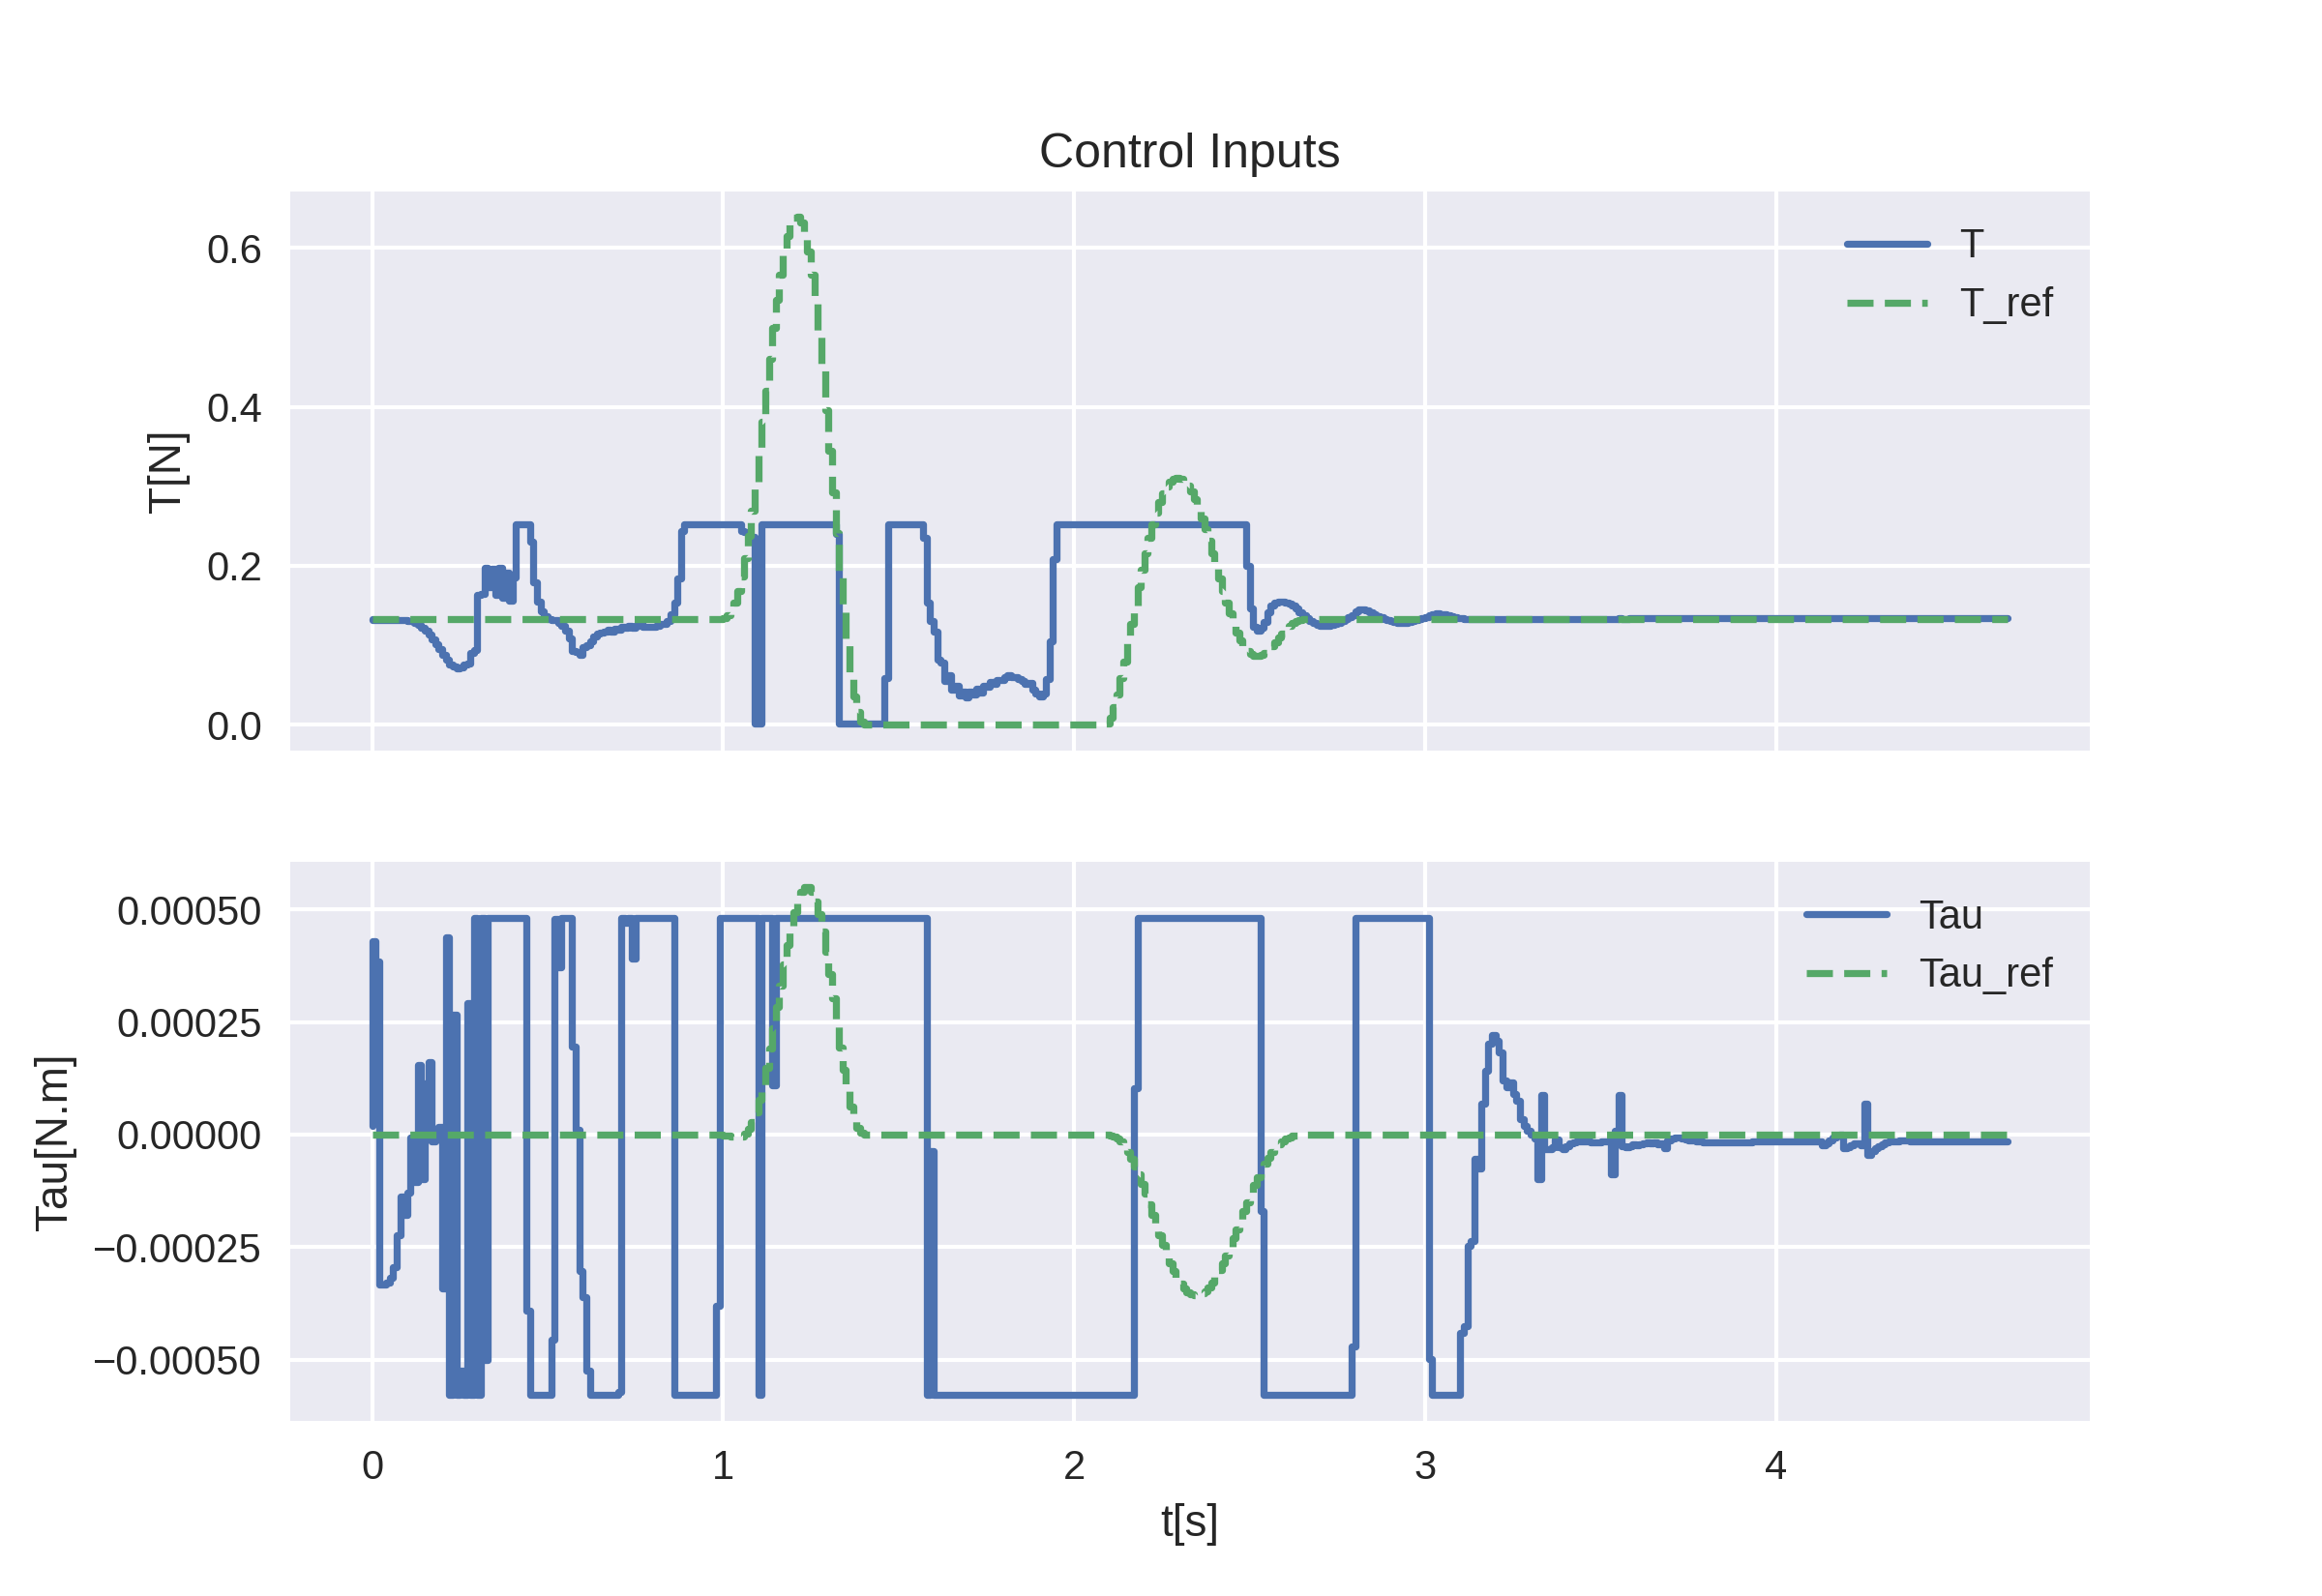 Control Inputs
T[N]
0.6
0.4
0.2
0.0
T
T_ref
Tau[N.m]
0.00050
0.00025
0.00000
−0.00025
−0.00050
Tau
Tau_ref
0 1 2 3 4
t[s]